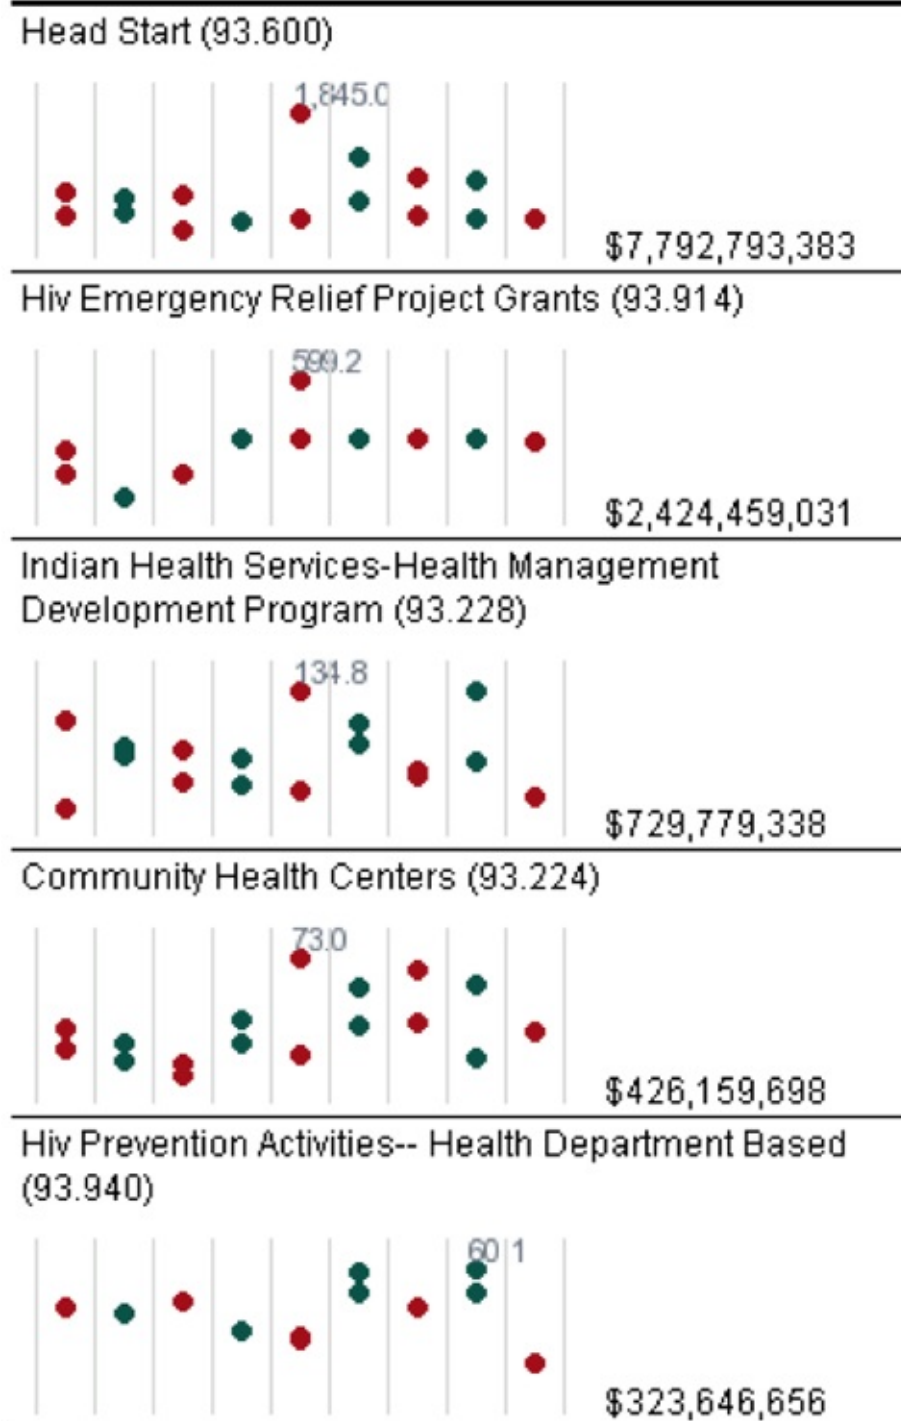 Head Start (93.600)
1,845.0
$7,792,793,383
Hiv Emergency Relief Project Grants (93.914)
599.2
$2,424,459,031
Indian Health Services-Health Management
Development Program (93.228)
134.8
$729,779,338
Community Health Centers (93.224)
73.0
$426,159,698
Hiv Prevention Activities-- Health Department Based
(93.940)
60.1
$323,646,656